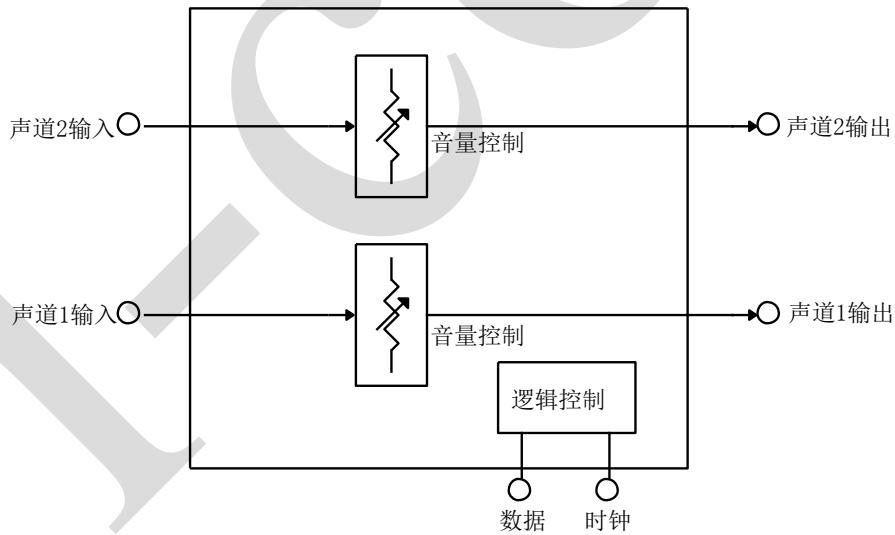 声道2输入
音量控制
声道2输出
声道1输入
音量控制
声道1输出
逻辑控制
数据
时钟